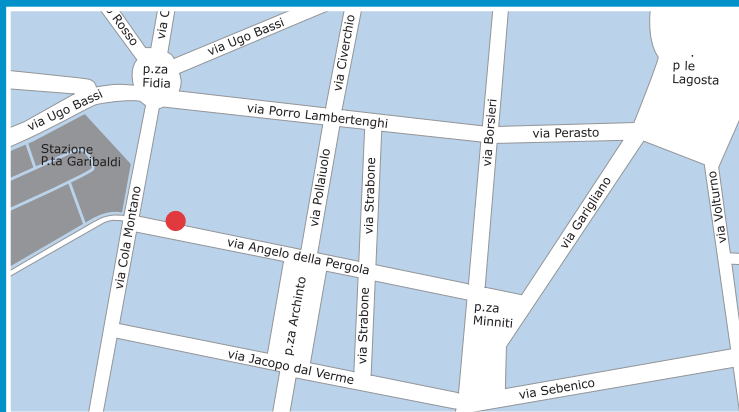 o Rosso
via C
via Ugo Bassi
via Civerchio
p.za
Fidia
p le
Lagosta
via Ugo Bassi
via Porro Lambertenghi
via Borsieri
via Perasto
Stazione
P.ta Garibaldi
via Pollaiuolo
via Strabone
via Garigliano
via Volturno
via Cola Montano
via Angelo della Pergola
p.za Archinto
via Strabone
p.za
Minniti
via Jacopo dal Verme
via Sebenico